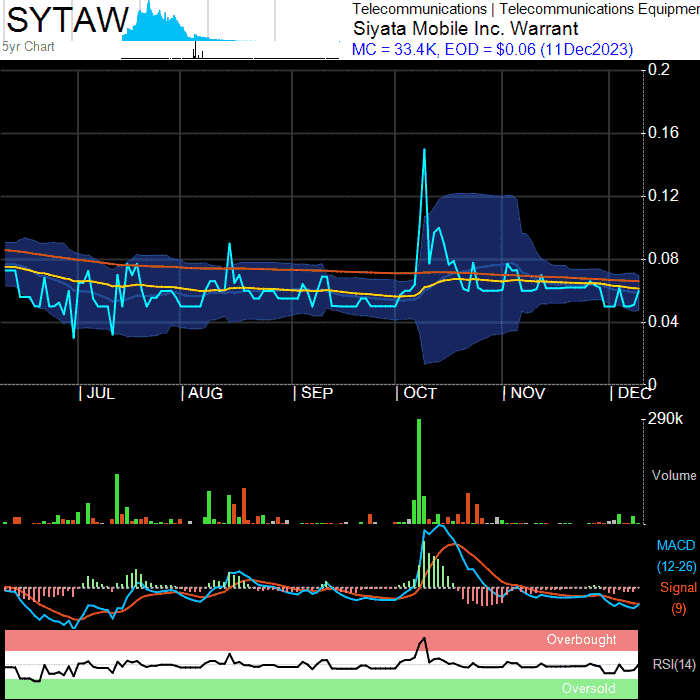 SYTAW
Telecommunications | Telecommunications Equipmen
Siyata Mobile Inc. Warrant
5yr Chart
MC = 33.4K, EOD = $0.06 (11Dec2023)
0.2
0.16
0.12
0.08
0.04
0
| JUL | AUG | SEP | OCT | NOV | DEC
290k
Volume
MACD
(12-26)
Signal
(9)
Overbought
RSI(14)
Oversold